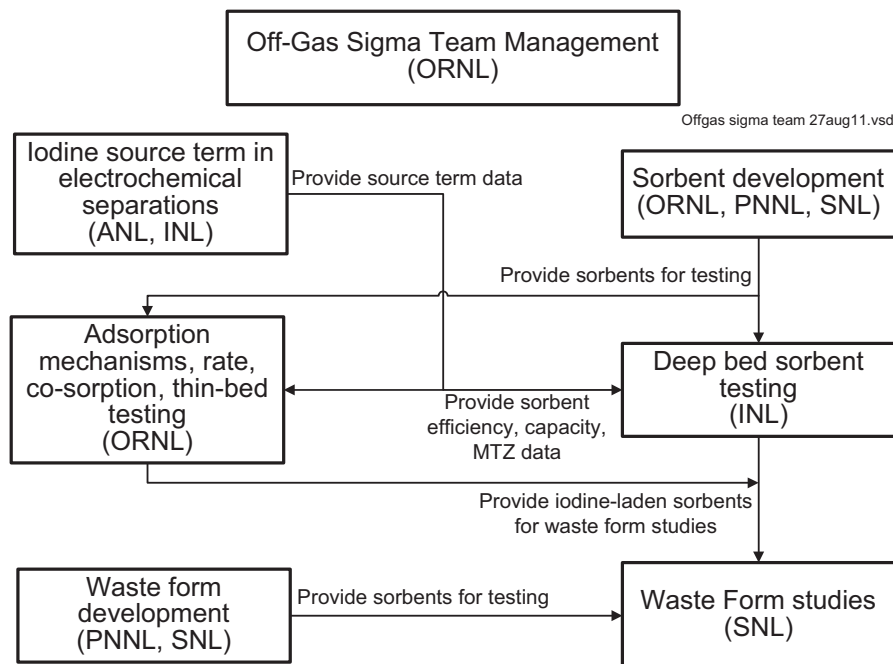 Off-Gas Sigma Team Management
(ORNL)
Offgas sigma team 27aug11.vsd
Iodine source term in
electrochemical
separations
(ANL, INL)
Provide source term data
Sorbent development
(ORNL, PNNL, SNL)
Provide sorbents for testing
Adsorption
mechanisms, rate,
co-sorption, thin-bed
testing
(ORNL)
Provide sorbent
efficiency, capacity,
MTZ data
Deep bed sorbent
testing
(INL)
Provide iodine-laden sorbents
for waste form studies
Waste form
development
(PNNL, SNL)
Provide sorbents for testing
Waste Form studies
(SNL)